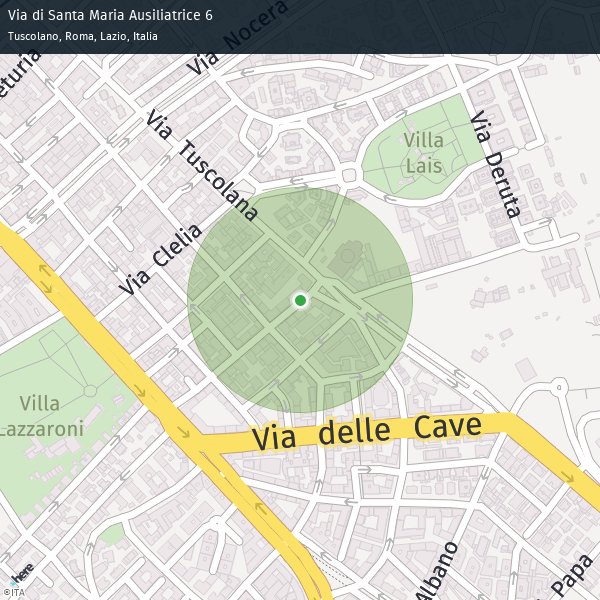 Via di Santa Maria Ausiliatrice 6
Tuscolano, Roma, Lazio, Italia
Via Nocera
eturia
Via Tuscolana
Villa
Lais
Via Deruta
Via Clelia
Villa
Lazzaroni
Via delle Cave
Albano
Papa
here
©ITA